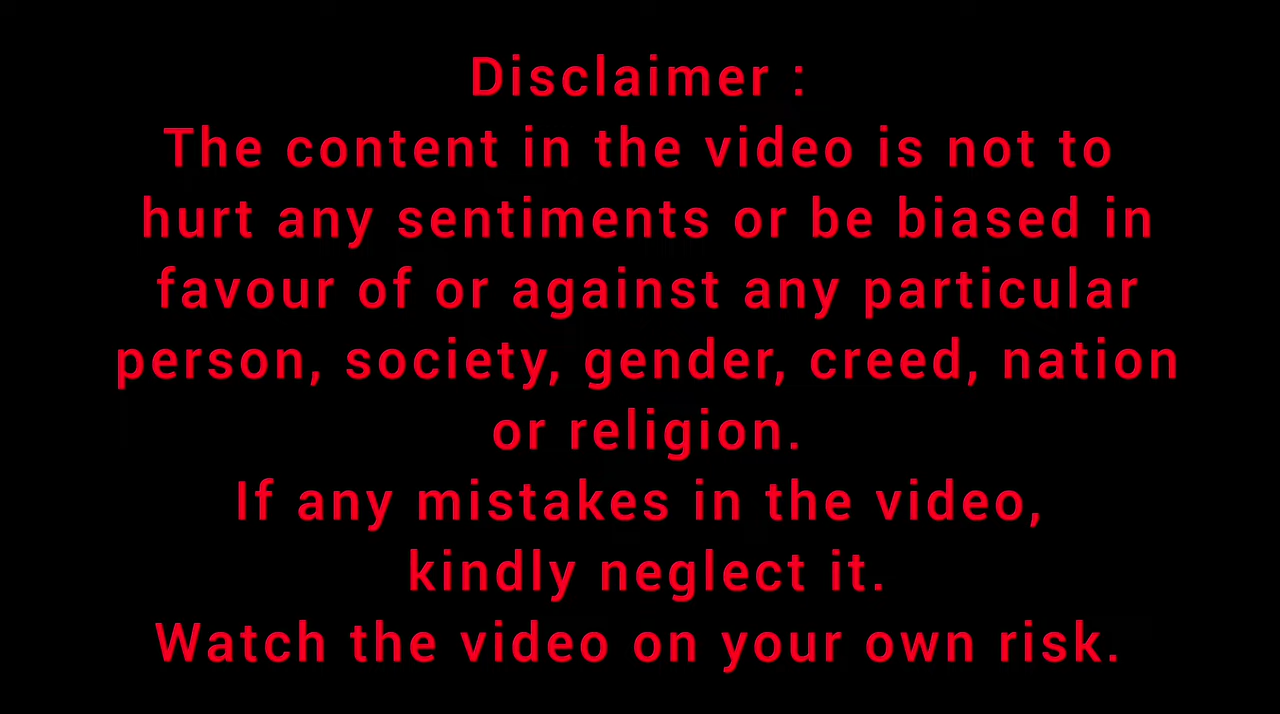 Disclaimer :
The content in the video is not to
hurt any sentiments or be biased in
favour of or against any particular
person, society, gender, creed, nation
or religion.
If any mistakes in the video,
kindly neglect it.
Watch the video on your own risk.